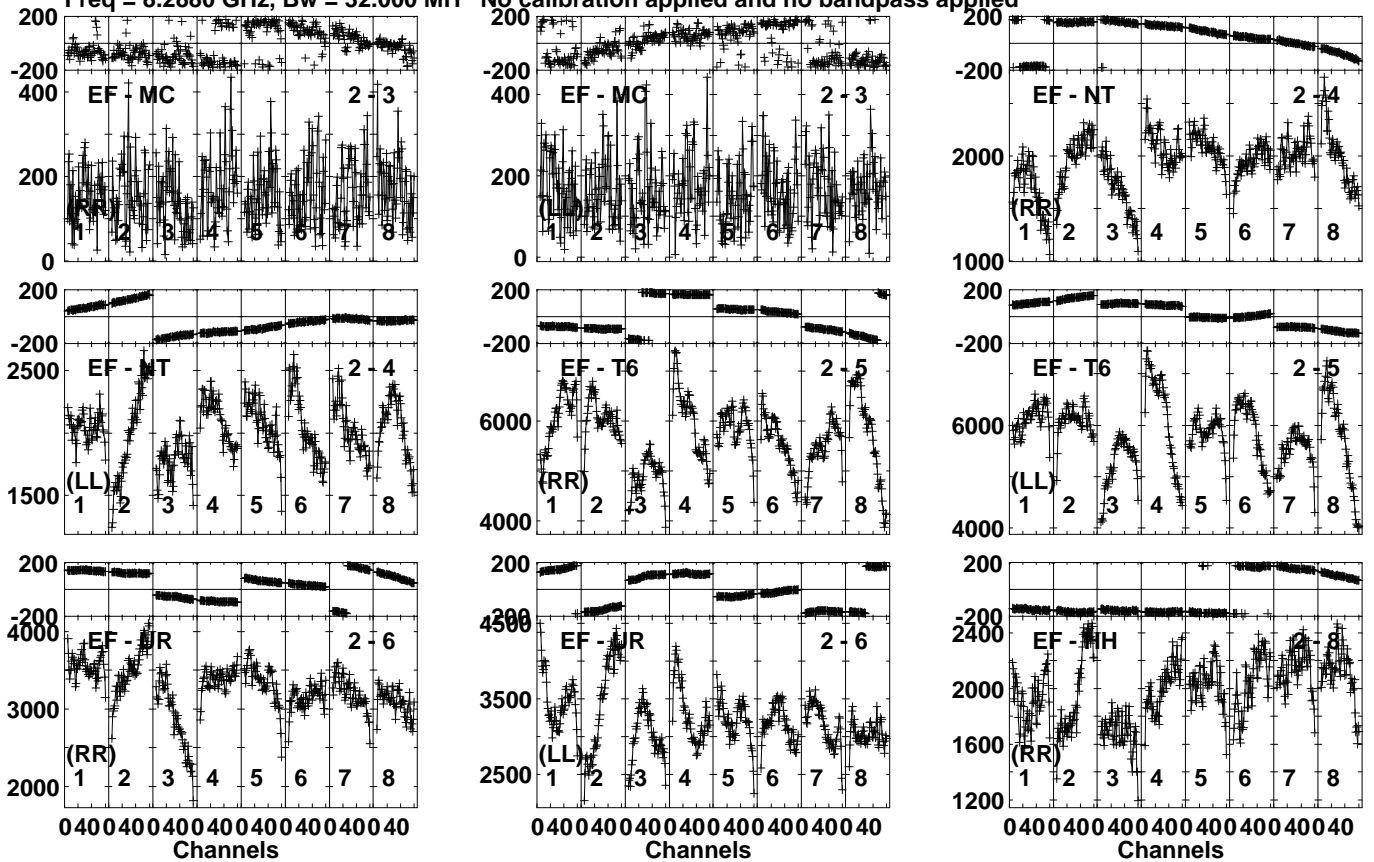 Freq = 8.2880 GHz, Bw = 32.000 MH No calibration applied and no bandpass applied
200 200 200
-200 -200 -200
EF - MC 2 - 3 EF - MC 2 - 3 EF - NT 2 - 4
400 400
2000
200 200
(RR) (LL) (RR)
1 2 3 4 5 6 7 8 1 2 3 4 5 6 7 8 1 2 3 4 5 6 7 8
0 0 1000
200 200 200
-200 -200 -200
EF - NT 2 - 4 EF - T6 2 - 5 EF - T6 2 - 5
2500
6000 6000
(LL) (RR) (LL)
1500
1 2 3 4 5 6 7 8 1 2 3 4 5 6 7 8 1 2 3 4 5 6 7 8
4000 4000
200 200 200
-200 -200 -200
4000 4500 2400
EF - UR 2 - 6 EF - UR 2 - 6 EF - HH 2 - 8
3000 3500 2000
(RR) (LL) 1600 (RR)
1 2 3 4 5 6 7 8 1 2 3 4 5 6 7 8 1 2 3 4 5 6 7 8
2000 2500 1200
0 40 0 40 0 40 0 40 0 40 0 40 0 40 0 40 0 40 0 40 0 40 0 40 0 40 0 40 0 40 0 40 0 40 0 40 0 40 0 40 0 40 0 40 0 40 0 40
Channels Channels Channels